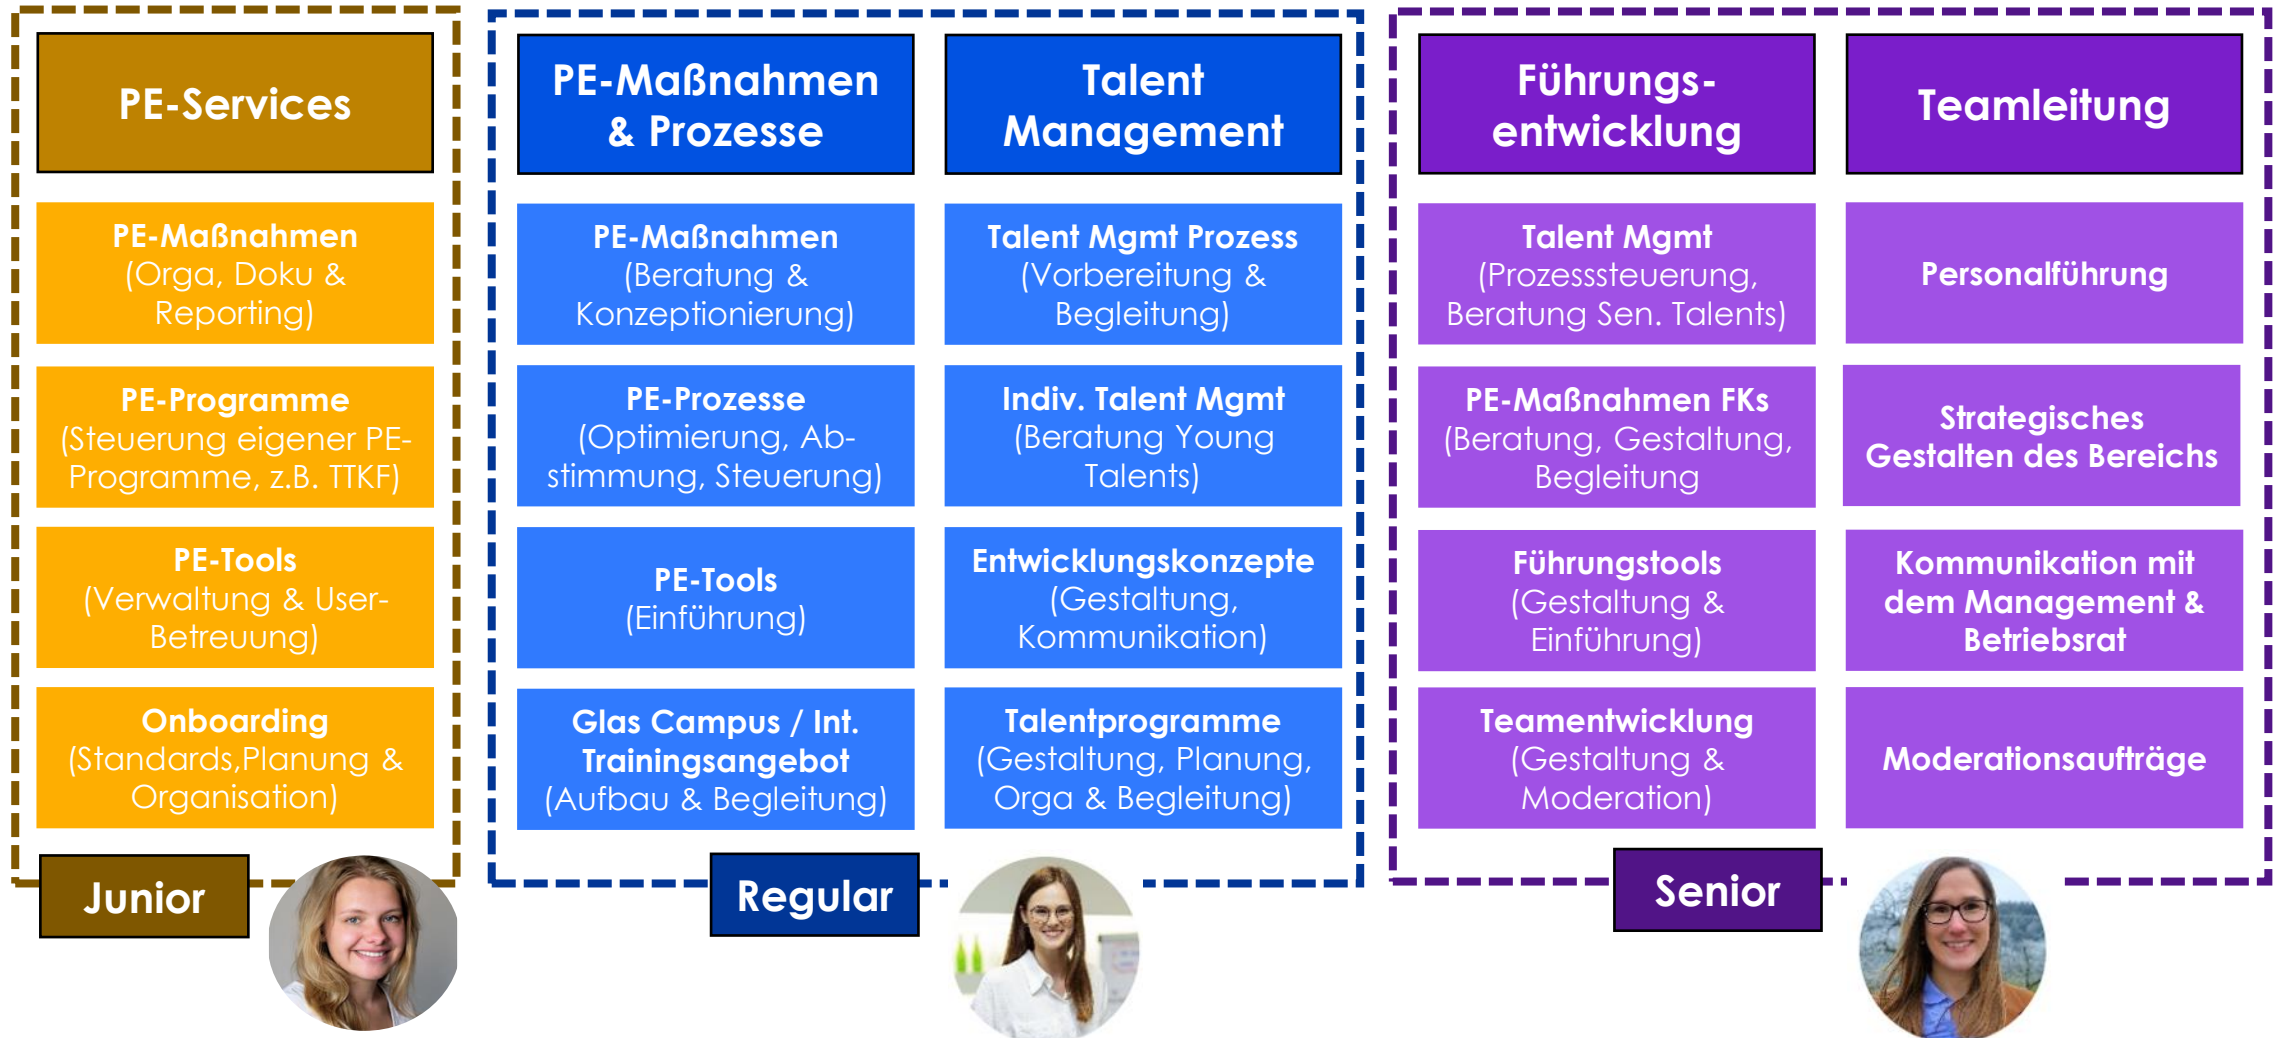 PE-Services
PE-Maßnahmen
(Orga, Doku &
Reporting)
PE-Programme
(Steuerung eigener PE-
Programme, z.B. TTKF)
PE-Tools
(Verwaltung & User-
Betreuung)
Onboarding
(Standards,Planung &
Organisation)
Junior
PE-Maßnahmen
& Prozesse
PE-Maßnahmen
(Beratung &
Konzeptionierung)
PE-Prozesse
(Optimierung, Ab-
stimmung, Steuerung)
PE-Tools
(Einführung)
Glas Campus / Int.
Trainingsangebot
(Aufbau & Begleitung)
Talent
Management
Talent Mgmt Prozess
(Vorbereitung &
Begleitung)
Indiv. Talent Mgmt
(Beratung Young
Talents)
Entwicklungskonzepte
(Gestaltung,
Kommunikation)
Talentprogramme
(Gestaltung, Planung,
Orga & Begleitung)
Regular
Führungs-
entwicklung
Talent Mgmt
(Prozesssteuerung,
Beratung Sen. Talents)
PE-Maßnahmen FKs
(Beratung, Gestaltung,
Begleitung
Führungstools
(Gestaltung &
Einführung)
Teamentwicklung
(Gestaltung &
Moderation)
Teamleitung
Personalführung
Strategisches
Gestalten des Bereichs
Kommunikation mit
dem Management &
Betriebsrat
Moderationsaufträge
Senior